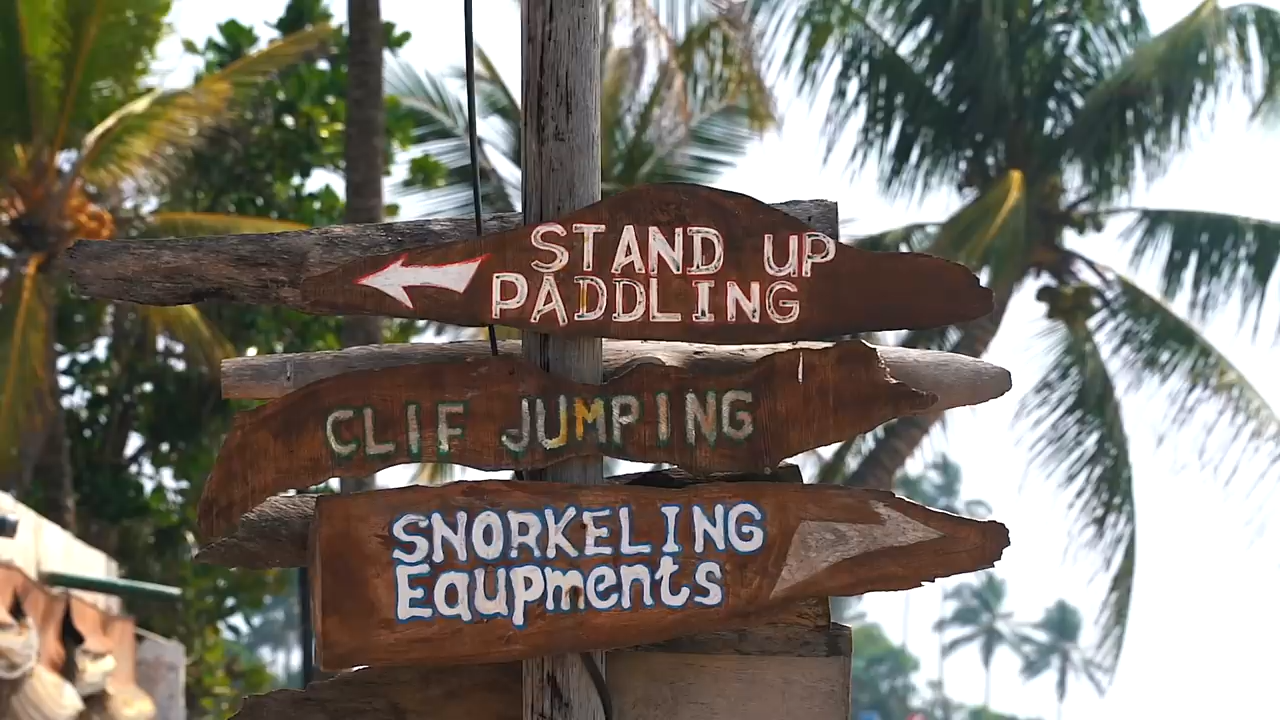 STAND UP
PADDLING
CLIF JUMPING
SNORKELING
Equpments